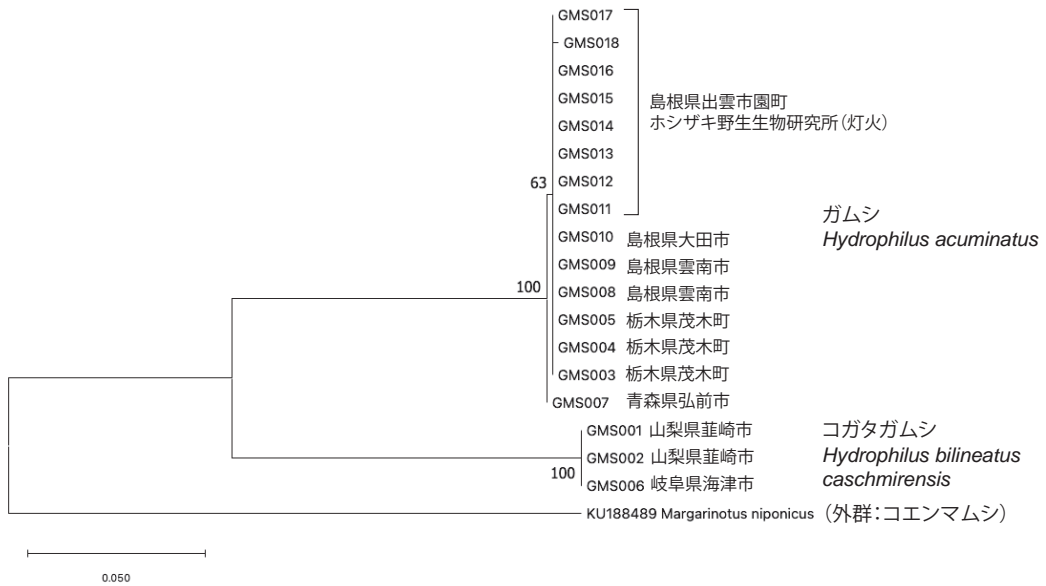 GMS017
GMS018
GMS016
GMS015
島根県出雲市園町
ホシザキ野生生物研究所（灯火）
GMS014
GMS013
63
GMS012
GMS011
ガムシ
Hydrophilus acuminatus
GMS010 島根県大田市
GMS009 島根県雲南市
100
GMS008 島根県雲南市
GMS005 栃木県茂木町
GMS004 栃木県茂木町
GMS003 栃木県茂木町
GMS007 青森県弘前市
GMS001 山梨県韮崎市
コガタガムシ
Hydrophilus bilineatus
caschmirensis
GMS002 山梨県韮崎市
100
GMS006 岐阜県海津市
KU188489 Margarinotus niponicus （外群：コエンマムシ）
0.050